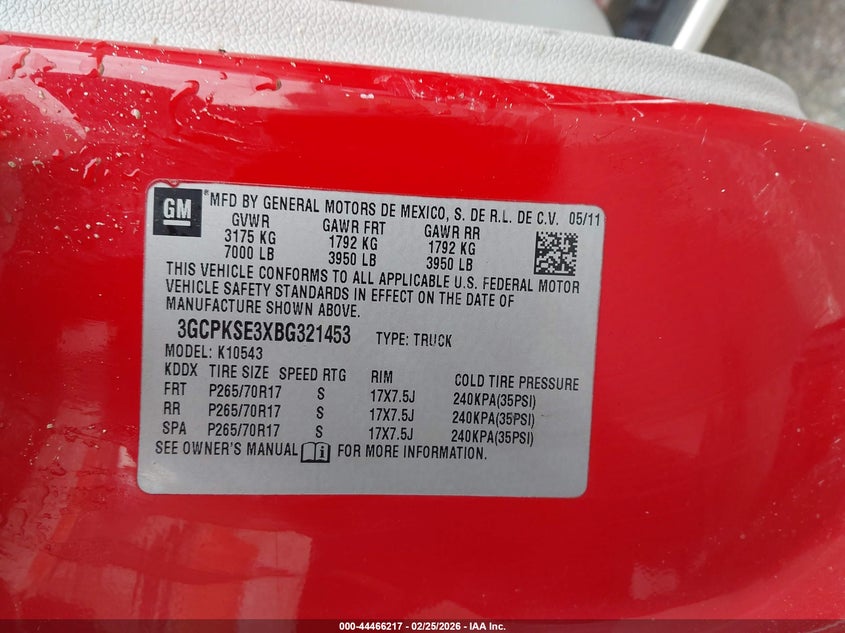 GM ® MFD BY GENERAL MOTORS DE MEXICO, S. DE R.L. DE C.V. 05/11
GVWR GAWR FRT GAWR RR
3175 KG 1792 KG 1792 KG
7000 LB 3950 LB 3950 LB
THIS VEHICLE CONFORMS TO ALL APPLICABLE U.S. FEDERAL MOTOR
VEHICLE SAFETY STANDARDS IN EFFECT ON THE DATE OF
MANUFACTURE SHOWN ABOVE.
3GCPKSE3XBG321453 TYPE: TRUCK
MODEL: K10543
KDDX TIRE SIZE SPEED RTG RIM COLD TIRE PRESSURE
FRT P265/70R17 S 17X7.5J 240KPA(35PSI)
RR P265/70R17 S 17X7.5J 240KPA(35PSI)
SPA P265/70R17 S 17X7.5J 240KPA(35PSI)
SEE OWNER'S MANUAL FOR MORE INFORMATION.
000-44466217 - 02/25/2026 - IAA Inc.